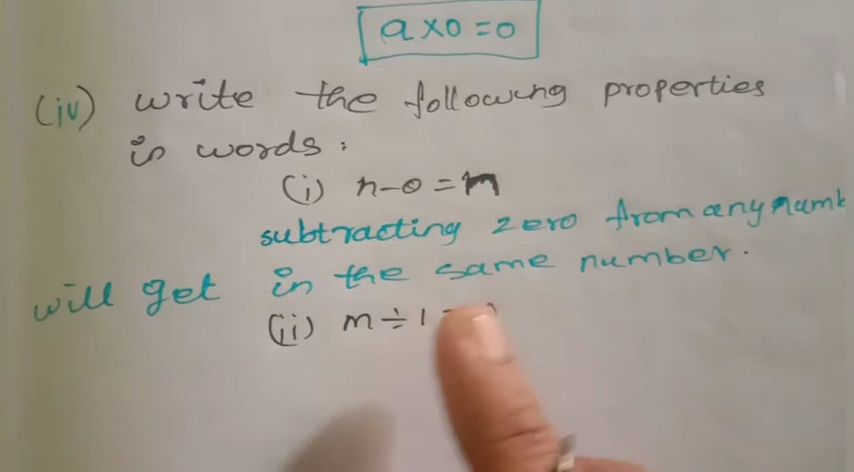 a×0=0
(iv) write the following properties
in words:
(i) n-0=n
subtracting zero from any numb
will get in the same number.
(ii) m÷1=